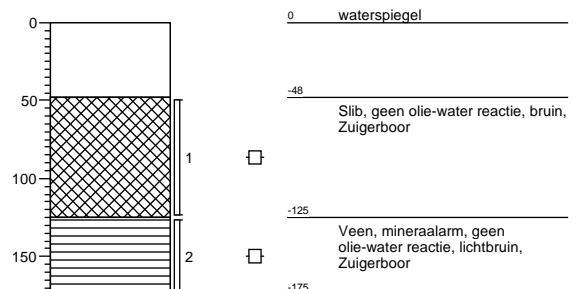 0
50
100
150
1
2
0 waterspiegel
-48
Slib, geen olie-water reactie, bruin,
Zuigerboor
-125
Veen, mineraalarm, geen
olie-water reactie, lichtbruin,
Zuigerboor
-175